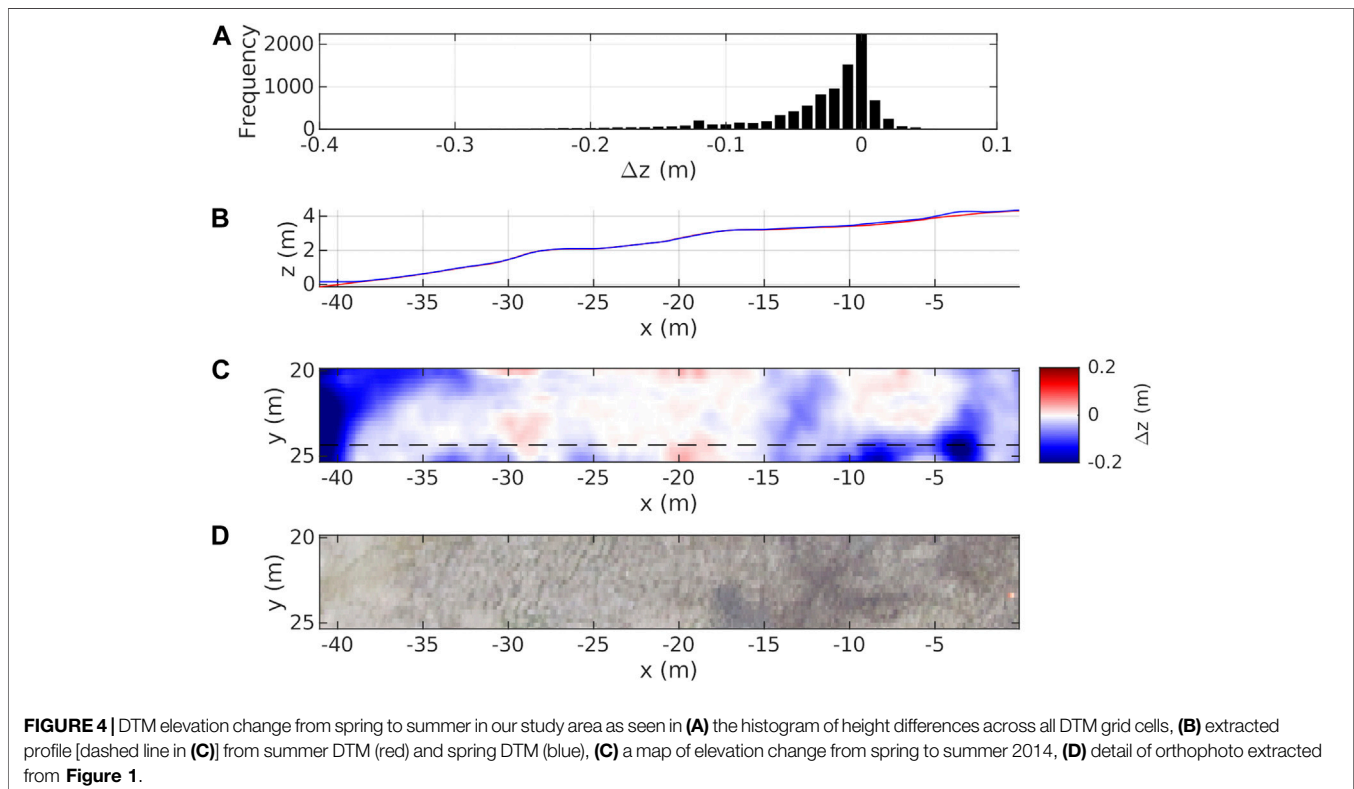 A
Frequency
2000
1000
0
-0.4 -0.3 -0.2 -0.1 0 0.1
Δz (m)
B
z (m)
4
2
0
-40 -35 -30 -25 -20 -15 -10 -5
x (m)
C
y (m)
20
25
-40 -35 -30 -25 -20 -15 -10 -5
x (m)
0.2
0
-0.2
Δz (m)
D
y (m)
20
25
-40 -35 -30 -25 -20 -15 -10 -5
x (m)
FIGURE 4 | DTM elevation change from spring to summer in our study area as seen in (A) the histogram of height differences across all DTM grid cells, (B) extracted
profile [dashed line in (C)] from summer DTM (red) and spring DTM (blue), (C) a map of elevation change from spring to summer 2014, (D) detail of orthophoto extracted
from Figure 1.